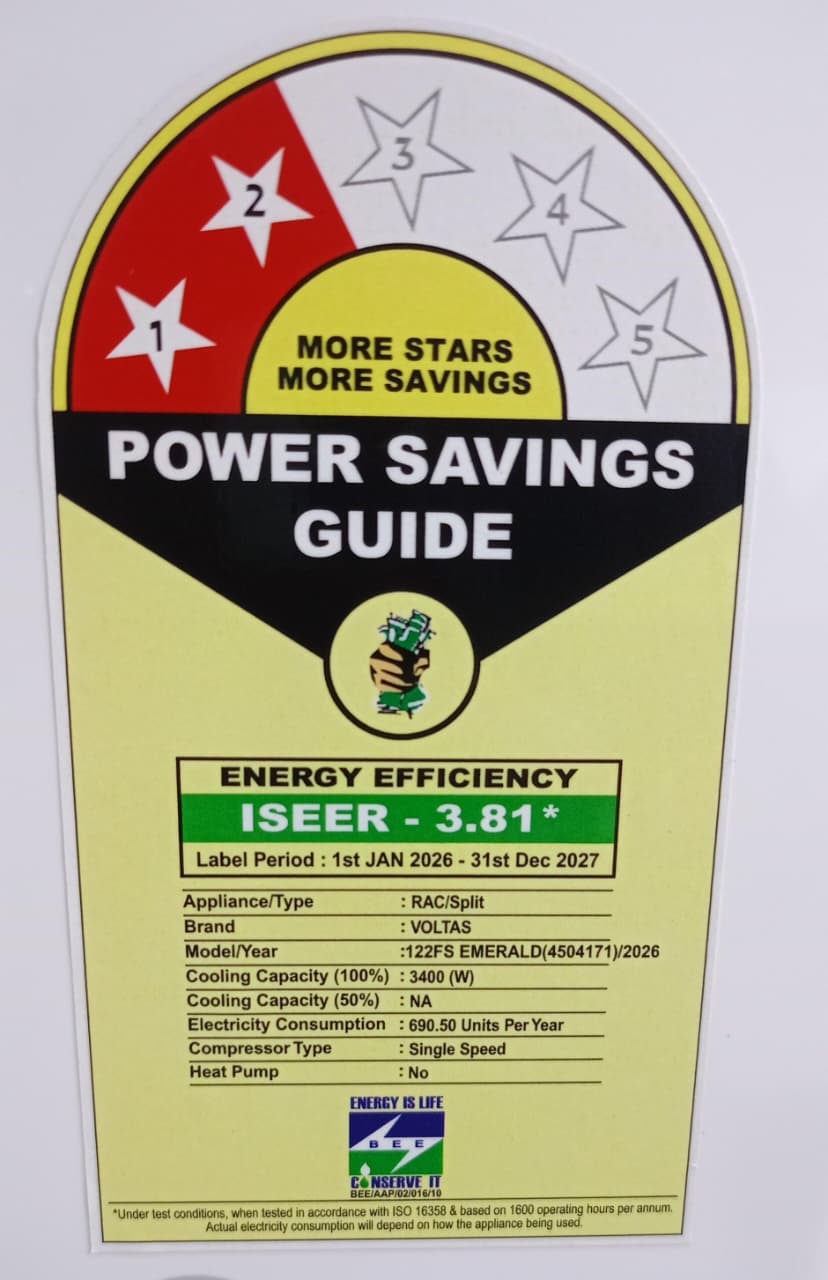 1
2
3
4
5
MORE STARS
MORE SAVINGS
POWER SAVINGS
GUIDE
ENERGY EFFICIENCY
ISEER - 3.81*
Label Period : 1st JAN 2026 - 31st Dec 2027
Appliance/Type : RAC/Split
Brand : VOLTAS
Model/Year :122FS EMERALD(4504171)/2026
Cooling Capacity (100%) : 3400 (W)
Cooling Capacity (50%) : NA
Electricity Consumption : 690.50 Units Per Year
Compressor Type : Single Speed
Heat Pump : No
ENERGY IS LIFE
BEE
CONSERVE IT
BEE/AAP/02/016/10
*Under test conditions, when tested in accordance with ISO 16358 & based on 1600 operating hours per annum.
Actual electricity consumption will depend on how the appliance being used.